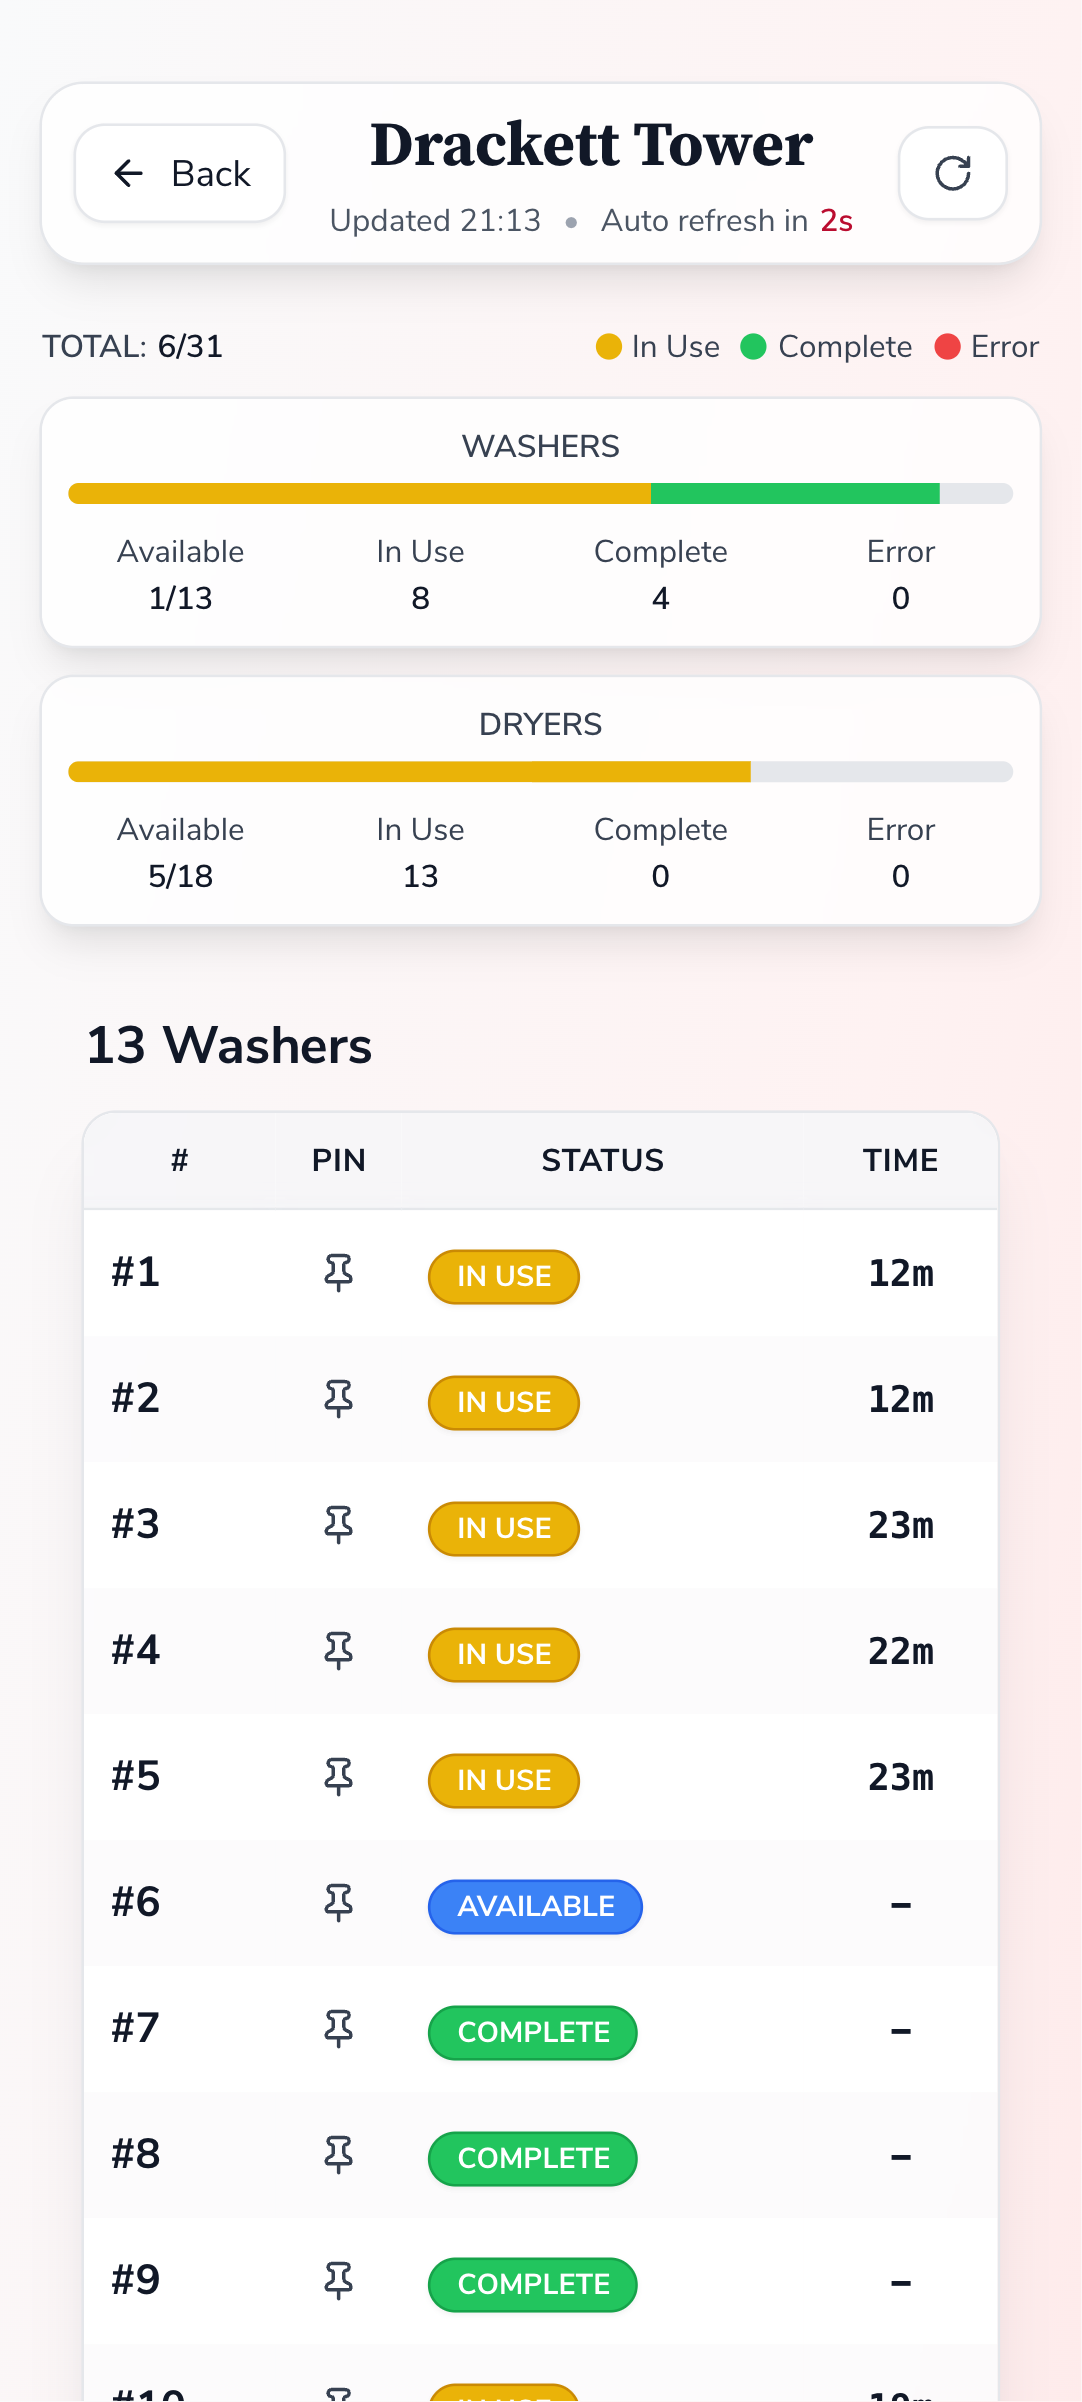 Back
Drackett Tower
Updated 21:13 • Auto refresh in 2s
TOTAL: 6/31
In Use Complete Error
WASHERS
Available In Use Complete Error
1/13 8 4 0
DRYERS
Available In Use Complete Error
5/18 13 0 0
13 Washers
# PIN STATUS TIME
#1 IN USE 12m
#2 IN USE 12m
#3 IN USE 23m
#4 IN USE 22m
#5 IN USE 23m
#6 AVAILABLE –
#7 COMPLETE –
#8 COMPLETE –
#9 COMPLETE –
#10 IN USE